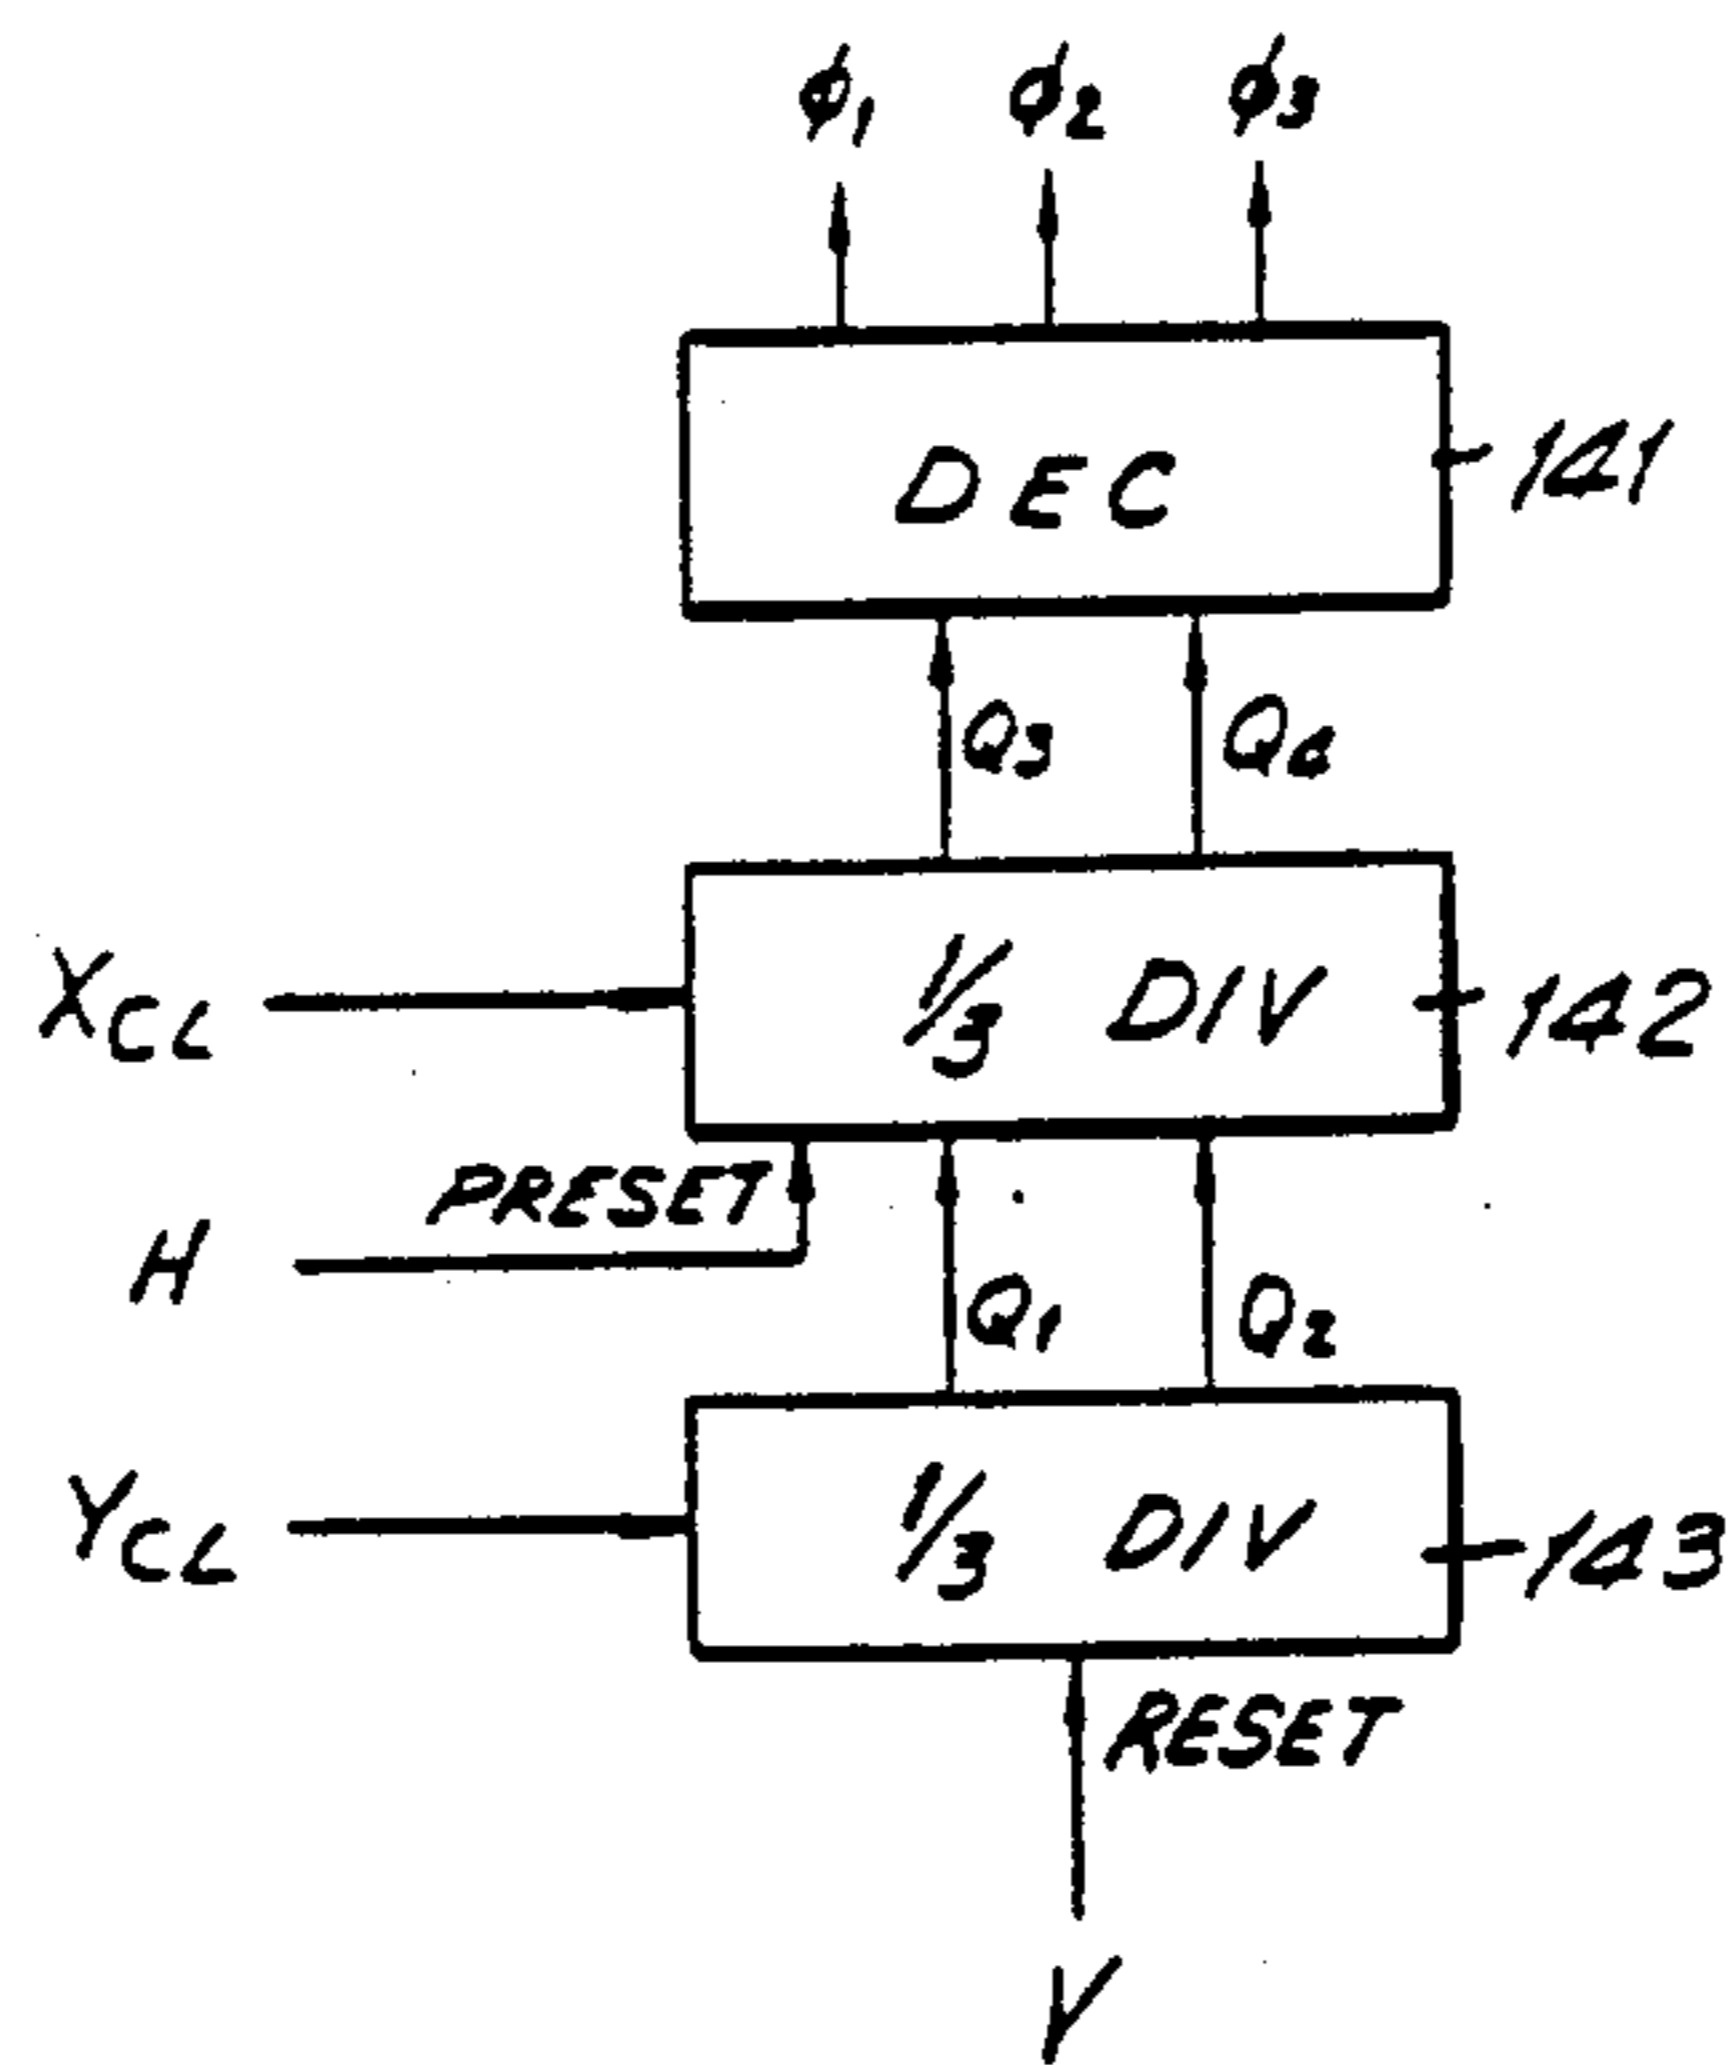 ϕ1 ϕ2 ϕ3
DEC
141
Q3
Q4
XCL
1/3 DIV
142
PRESET
H
Q1
Q2
YCL
1/3 DIV
143
RESET
V